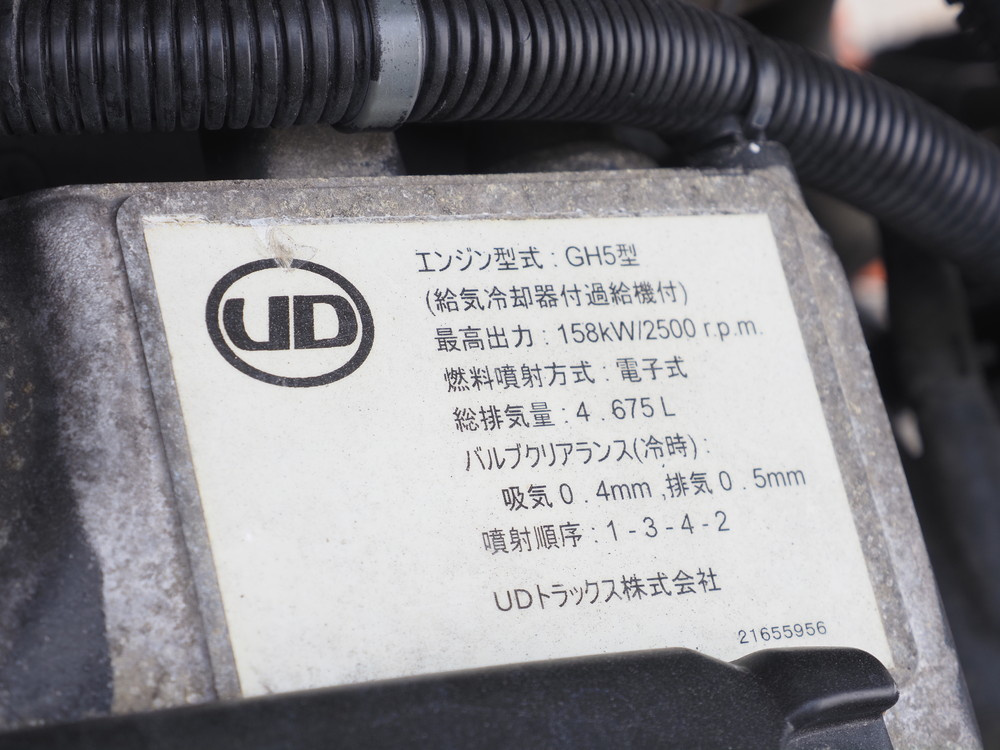 UD
エンジン型式 : GH5型
(給気冷却器付過給機付)
最高出力 : 158kW/2500 r.p.m.
燃料噴射方式 : 電子式
総排気量 : 4 . 675 L
バルブクリアランス(冷時) :
吸気 0 . 4mm ,排気 0 . 5mm
噴射順序 : 1 - 3 - 4 - 2
UDトラックス株式会社
21655956